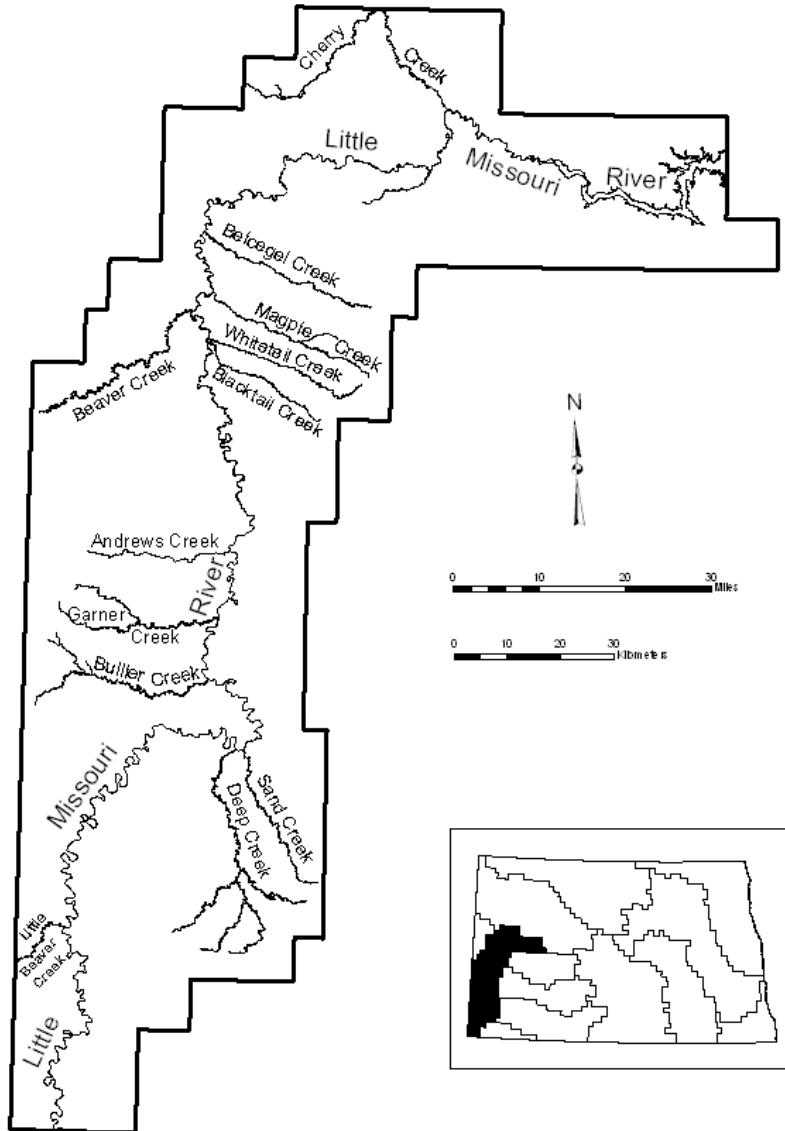 Cherry Creek
Little Missouri River
Belcegel Creek
Magpie Creek
Whitetail Creek
Blacktail Creek
Beaver Creek
N
Andrews Creek
0 10 20 30
Miles
River
Garner
Creek
0 10 20 30
Kilometers
Bullier Creek
Missouri
Sand Creek
Deep Creek
Little
Beaver
Creek
Little